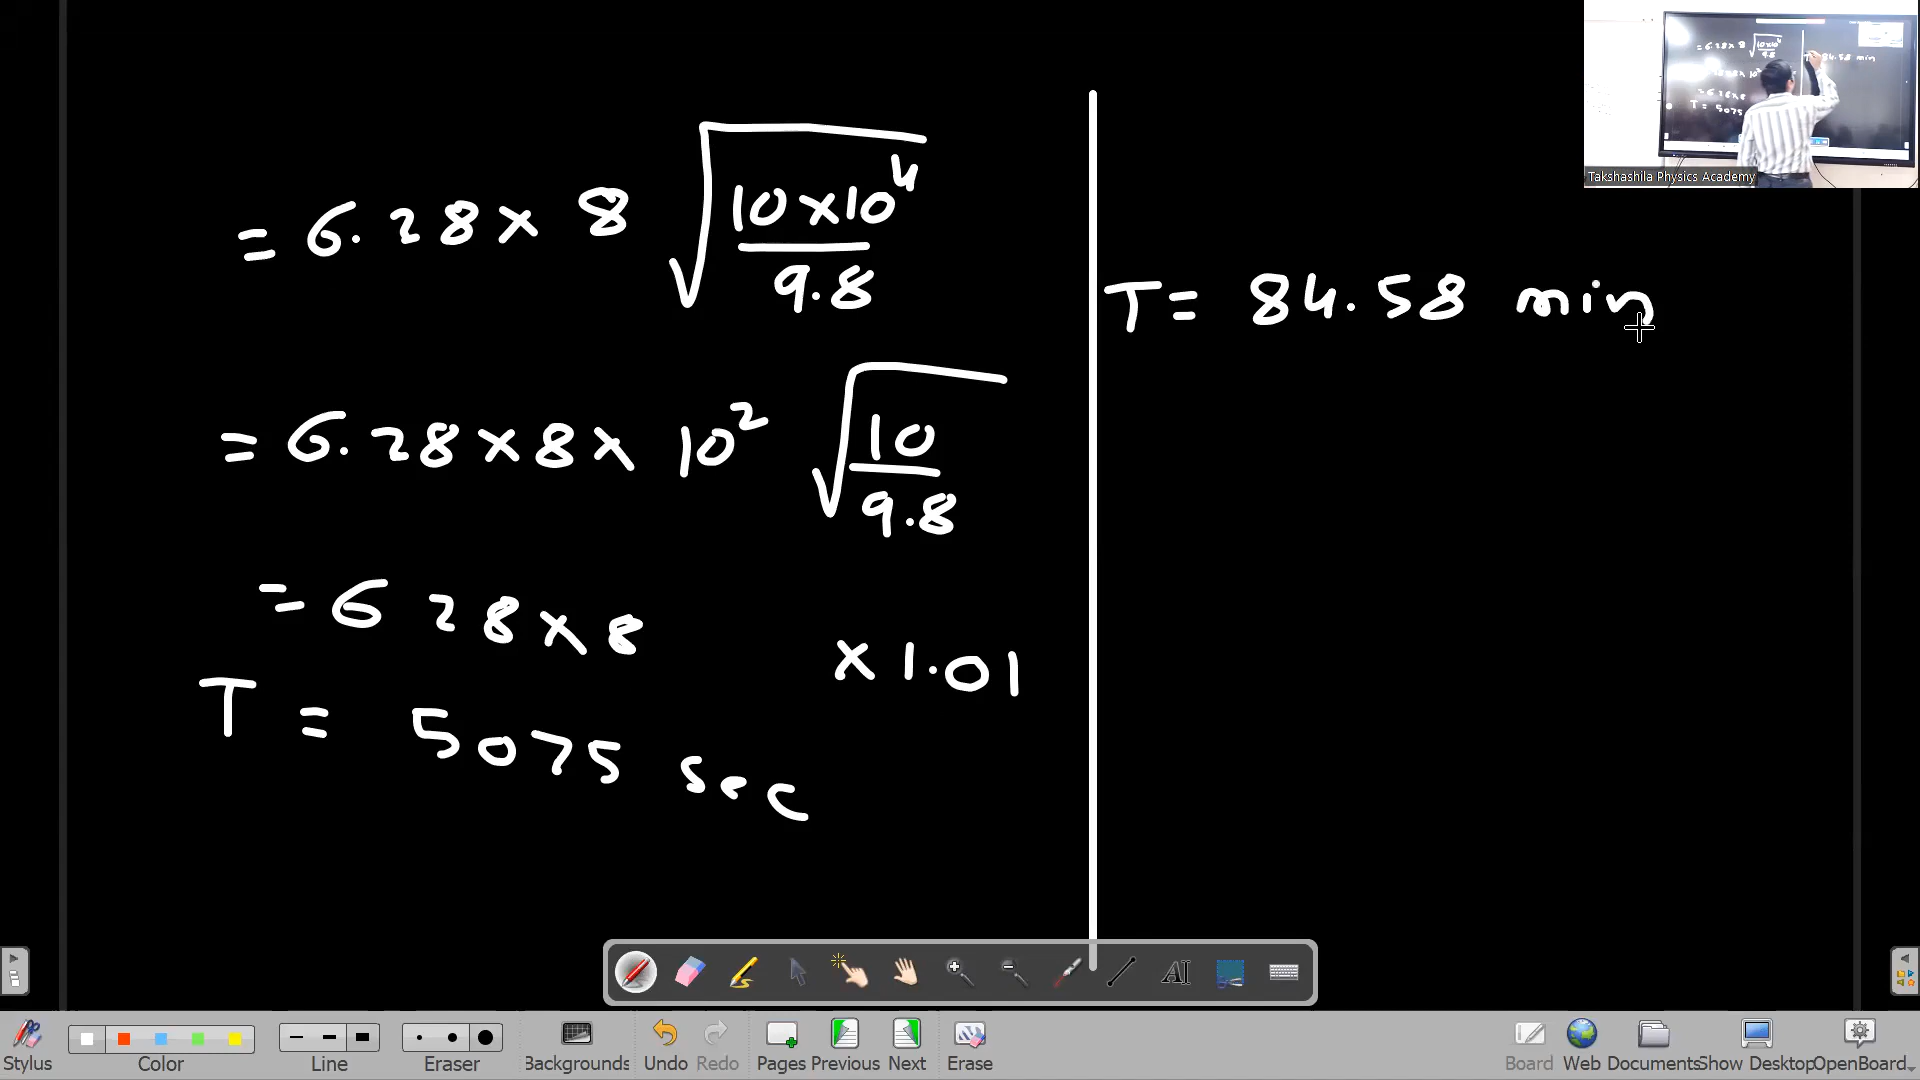 = 6.28 × 8 √(10×10⁴/9.8)
= 6.28 × 8 × 10² √(10/9.8)
= 6 28 × 8 × 1.01
T = 5075 sec
T = 84.58 min
Takshashila Physics Academy
Stylus Color Line Eraser Backgrounds Undo Redo Pages Previous Next Erase Board Web Documents Show Desktop OpenBoard